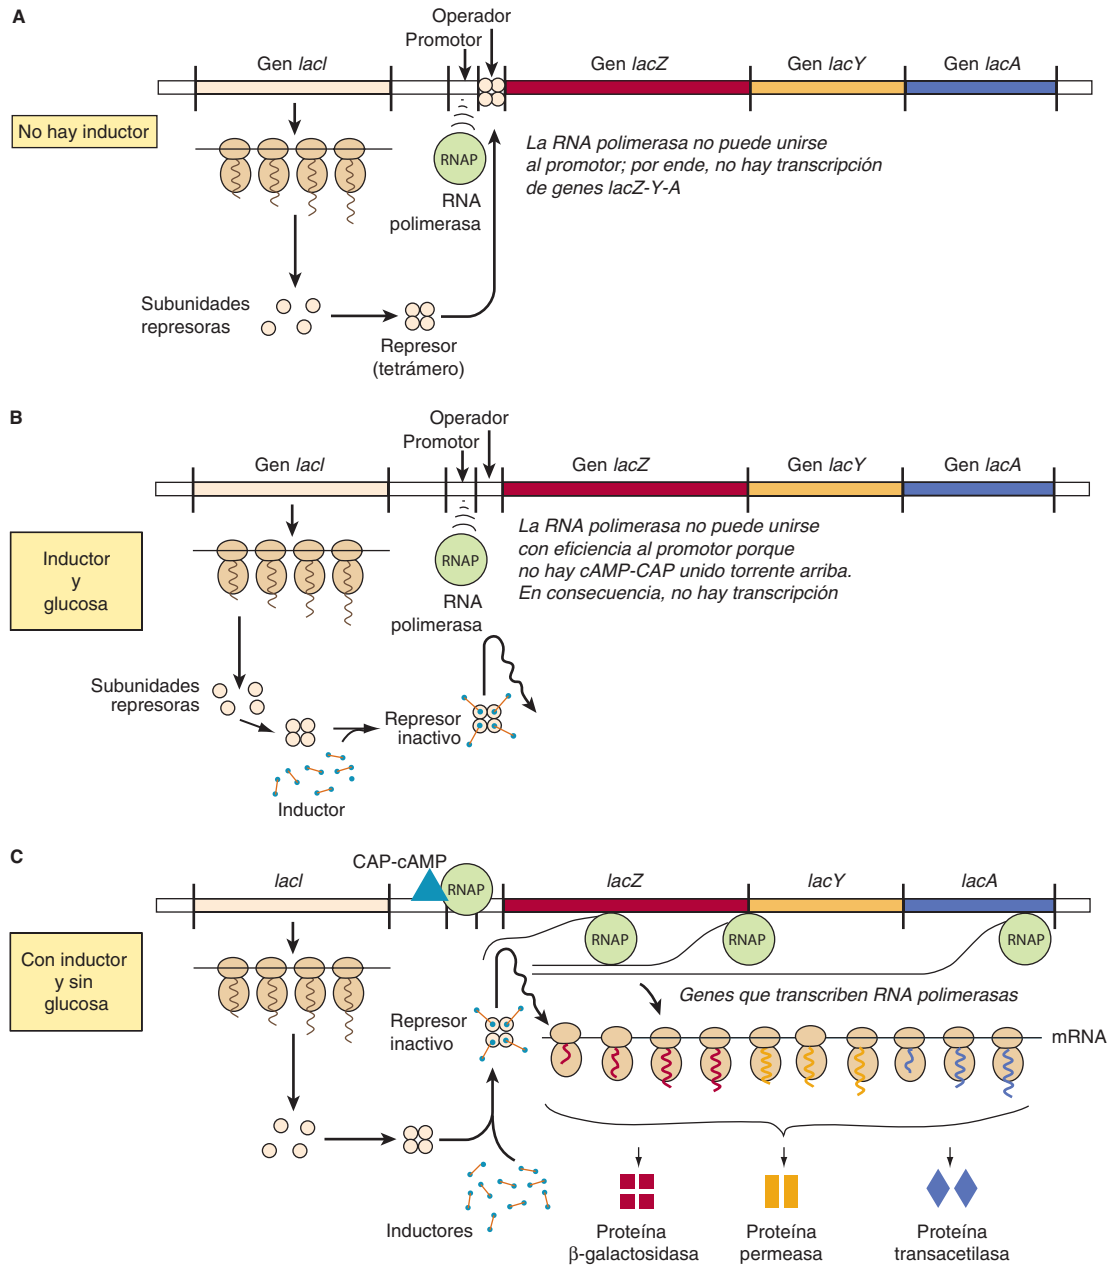 A
Operador
Promotor
Gen lacI
Gen lacZ
Gen lacY
Gen lacA
No hay inductor
RNAP
RNA
polimerasa
La RNA polimerasa no puede unirse
al promotor; por ende, no hay transcripción
de genes lacZ-Y-A
Subunidades
represoras
Represor
(tetrámero)
B
Operador
Promotor
Gen lacI
Gen lacZ
Gen lacY
Gen lacA
Inductor
y
glucosa
RNAP
RNA
polimerasa
La RNA polimerasa no puede unirse
con eficiencia al promotor porque
no hay cAMP-CAP unido torrente arriba.
En consecuencia, no hay transcripción
Subunidades
represoras
Represor
inactivo
Inductor
C
CAP-cAMP
RNAP
lacI
lacZ
lacY
lacA
Con inductor
y sin
glucosa
RNAP
RNAP
RNAP
Genes que transcriben RNA polimerasas
Represor
inactivo
mRNA
Inductores
Proteína
β-galactosidasa
Proteína
permeasa
Proteína
transacetilasa